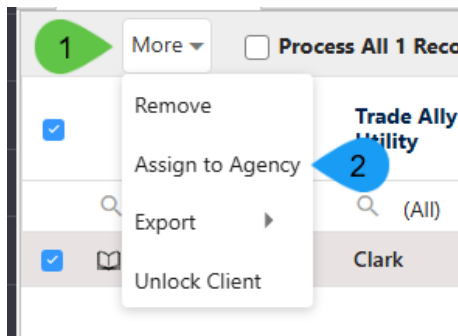 1
More
Process All 1 Reco
Remove
Trade Ally
Utility
Assign to Agency
2
Export
(All)
Clark
Unlock Client